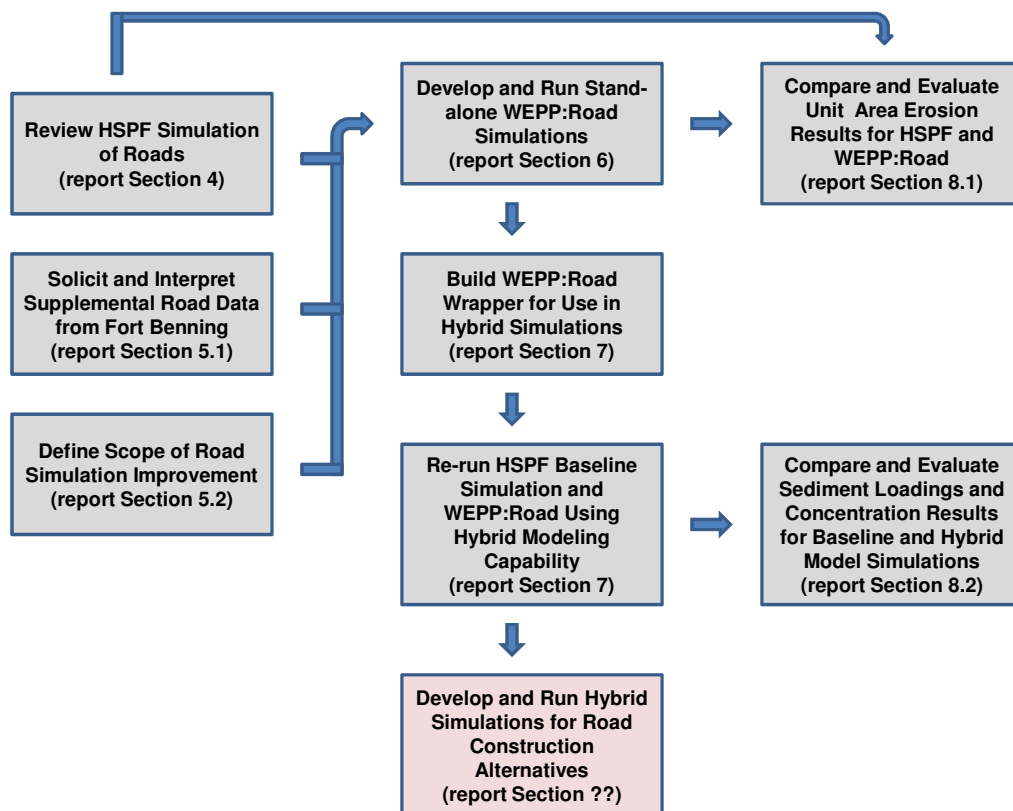 Review HSPF Simulation
of Roads
(report Section 4)
Solicit and Interpret
Supplemental Road Data
from Fort Benning
(report Section 5.1)
Define Scope of Road
Simulation Improvement
(report Section 5.2)
Develop and Run Stand-
alone WEPP:Road
Simulations
(report Section 6)
Build WEPP:Road
Wrapper for Use in
Hybrid Simulations
(report Section 7)
Re-run HSPF Baseline
Simulation and
WEPP:Road Using
Hybrid Modeling
Capability
(report Section 7)
Develop and Run Hybrid
Simulations for Road
Construction
Alternatives
(report Section ??)
Compare and Evaluate
Unit Area Erosion
Results for HSPF and
WEPP:Road
(report Section 8.1)
Compare and Evaluate
Sediment Loadings and
Concentration Results
for Baseline and Hybrid
Model Simulations
(report Section 8.2)